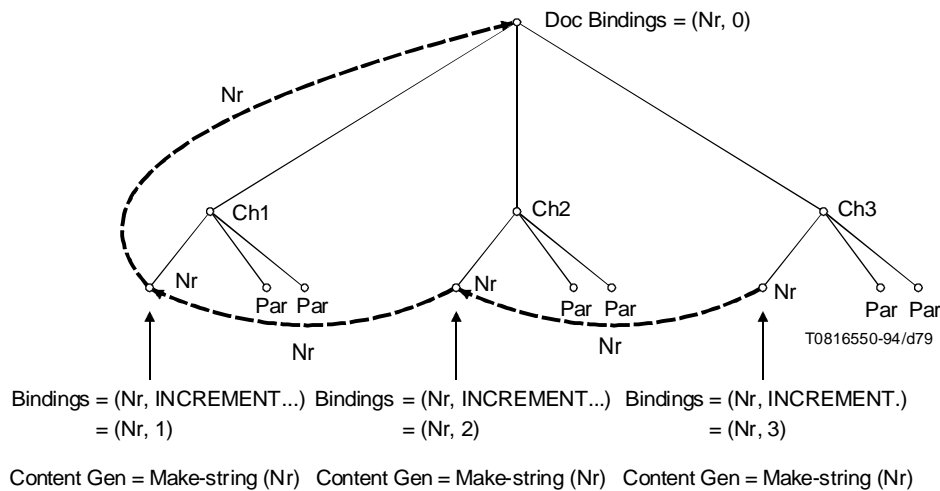 Doc Bindings = (Nr, 0)
Nr
Ch1
Ch2
Ch3
Nr
Par Par
Nr
Par Par
Nr
Par Par
Nr
Nr
T0816550-94/d79
Bindings = (Nr, INCREMENT...)
= (Nr, 1)
Bindings = (Nr, INCREMENT...)
= (Nr, 2)
Bindings = (Nr, INCREMENT.)
= (Nr, 3)
Content Gen = Make-string (Nr)
Content Gen = Make-string (Nr)
Content Gen = Make-string (Nr)